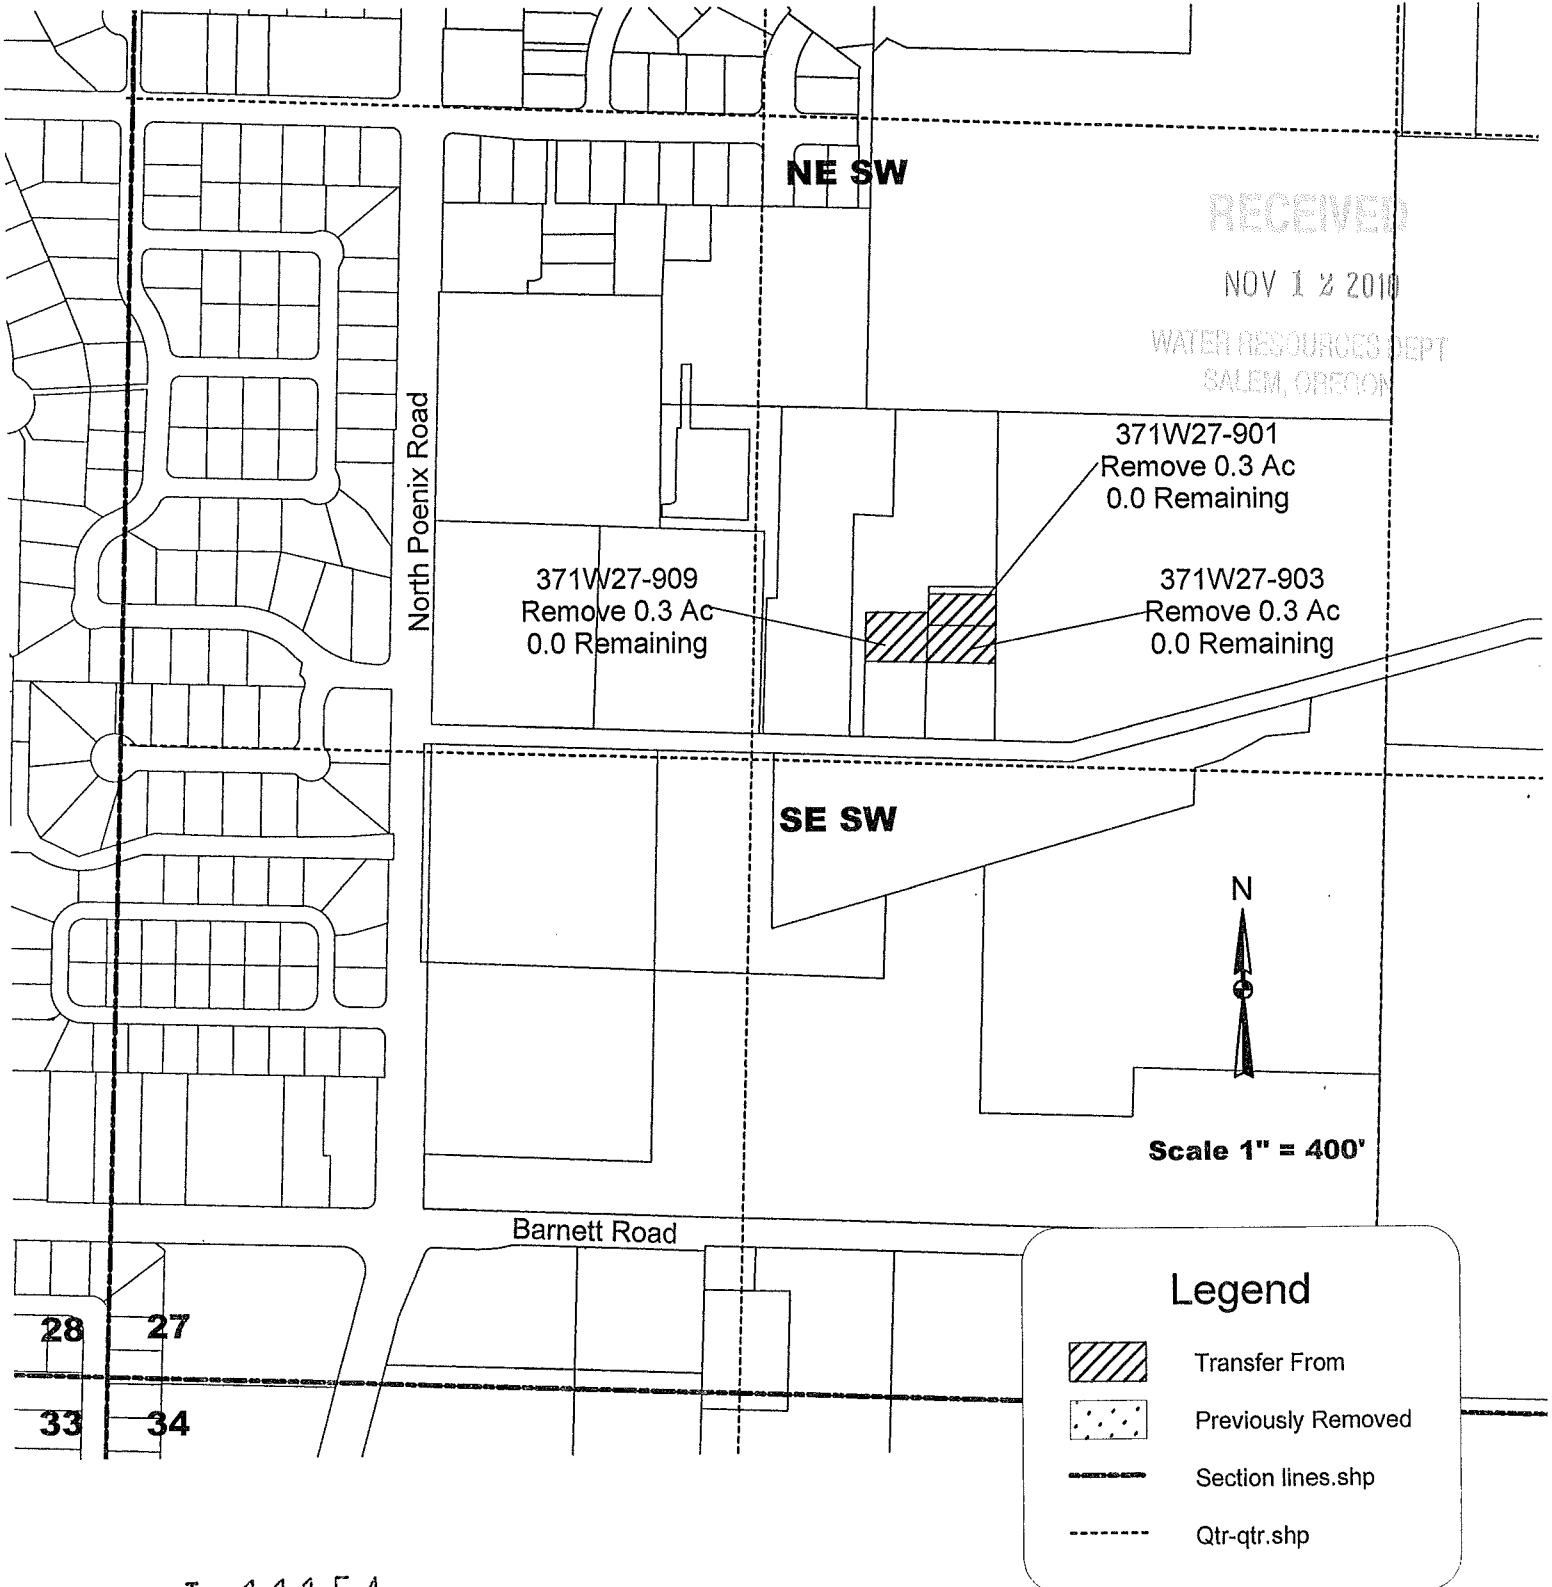 NE SW
RECEIVED
NOV 12 2010
WATER RESOURCES DEPT
SALEM, OREGON
North Poenix Road
371W27-901
Remove 0.3 Ac
0.0 Remaining
371W27-909
Remove 0.3 Ac
0.0 Remaining
371W27-903
Remove 0.3 Ac
0.0 Remaining
SE SW
N
Scale 1" = 400'
Barnett Road
28 27
33 34
Legend
Transfer From
Previously Removed
Section lines.shp
Qtr-qtr.shp